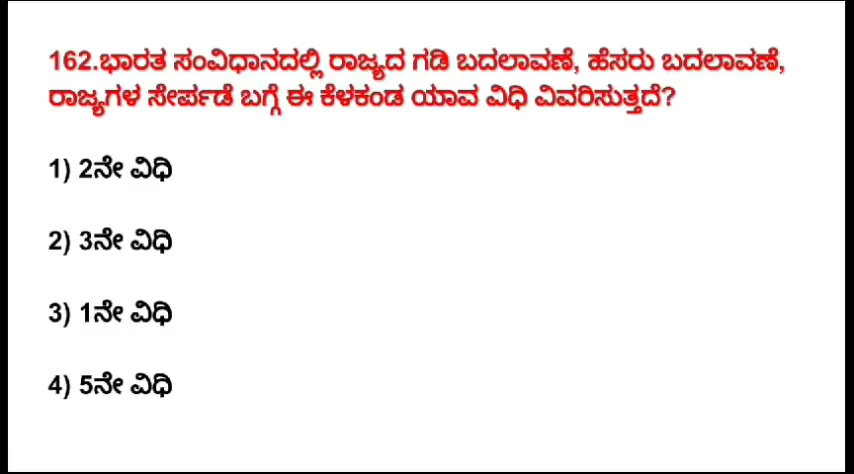 162.ಭಾರತ ಸಂವಿಧಾನದಲ್ಲಿ ರಾಜ್ಯದ ಗಡಿ ಬದಲಾವಣೆ, ಹೆಸರು ಬದಲಾವಣೆ,
ರಾಜ್ಯಗಳ ಸೇರ್ಪಡೆ ಬಗ್ಗೆ ಈ ಕೆಳಕಂಡ ಯಾವ ವಿಧಿ ವಿವರಿಸುತ್ತದೆ?
1) 2ನೇ ವಿಧಿ
2) 3ನೇ ವಿಧಿ
3) 1ನೇ ವಿಧಿ
4) 5ನೇ ವಿಧಿ